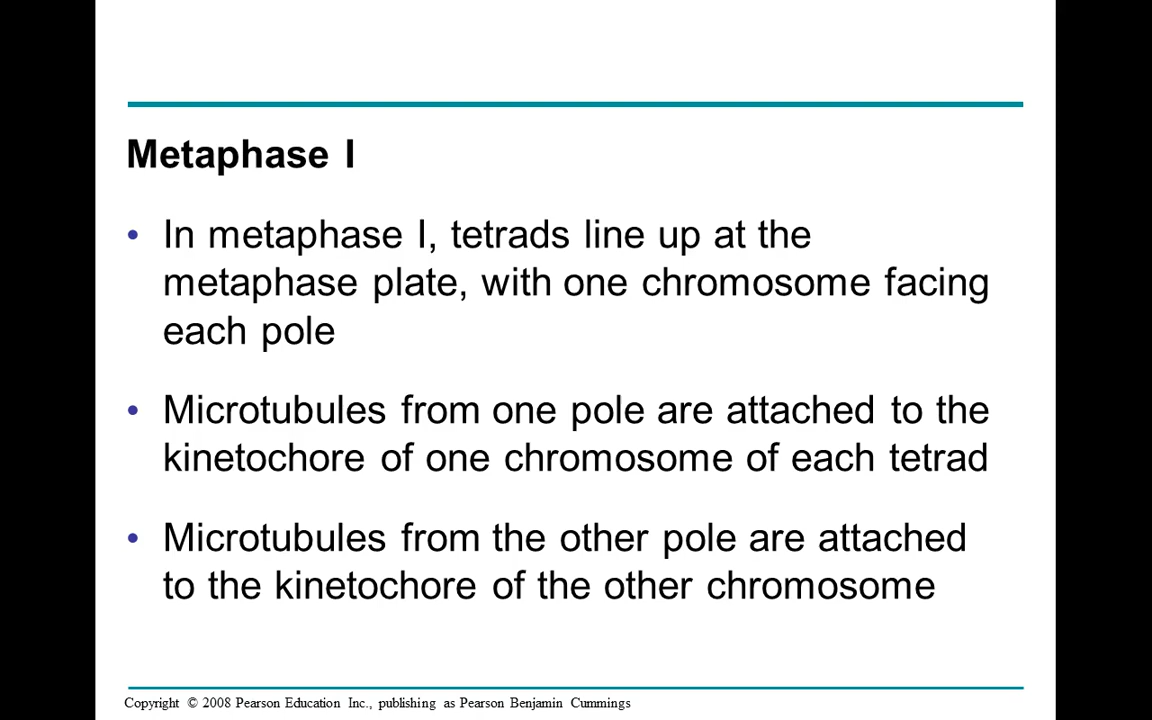 Metaphase I
• In metaphase I, tetrads line up at the
metaphase plate, with one chromosome facing
each pole
• Microtubules from one pole are attached to the
kinetochore of one chromosome of each tetrad
• Microtubules from the other pole are attached
to the kinetochore of the other chromosome
Copyright © 2008 Pearson Education Inc., publishing as Pearson Benjamin Cummings